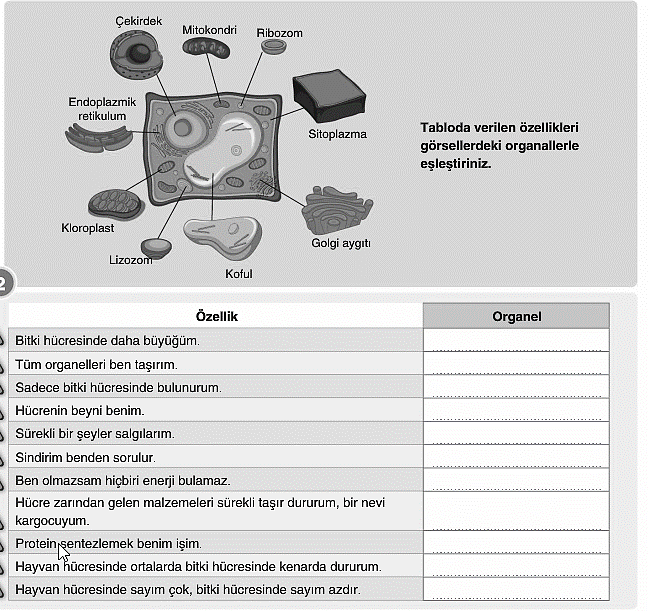 Çekirdek
Mitokondri
Ribozom
Endoplazmik
retikulum
Sitoplazma
Tabloda verilen özellikleri
görsellerdeki organallerle
eşleştiriniz.
Kloroplast
Lizozom
Koful
Golgi aygıtı
2
Özellik
Organel
Bitki hücresinde daha büyüğüm.
Tüm organelleri ben taşırım.
Sadece bitki hücresinde bulunurum.
Hücrenin beyni benim.
Sürekli bir şeyler salgılarım.
Sindirim benden sorulur.
Ben olmazsam hiçbiri enerji bulamaz.
Hücre zarından gelen malzemeleri sürekli taşır dururum, bir nevi
kargocuyum.
Protein sentezlemek benim işim.
Hayvan hücresinde ortalarda bitki hücresinde kenarda dururum.
Hayvan hücresinde sayım çok, bitki hücresinde sayım azdır.